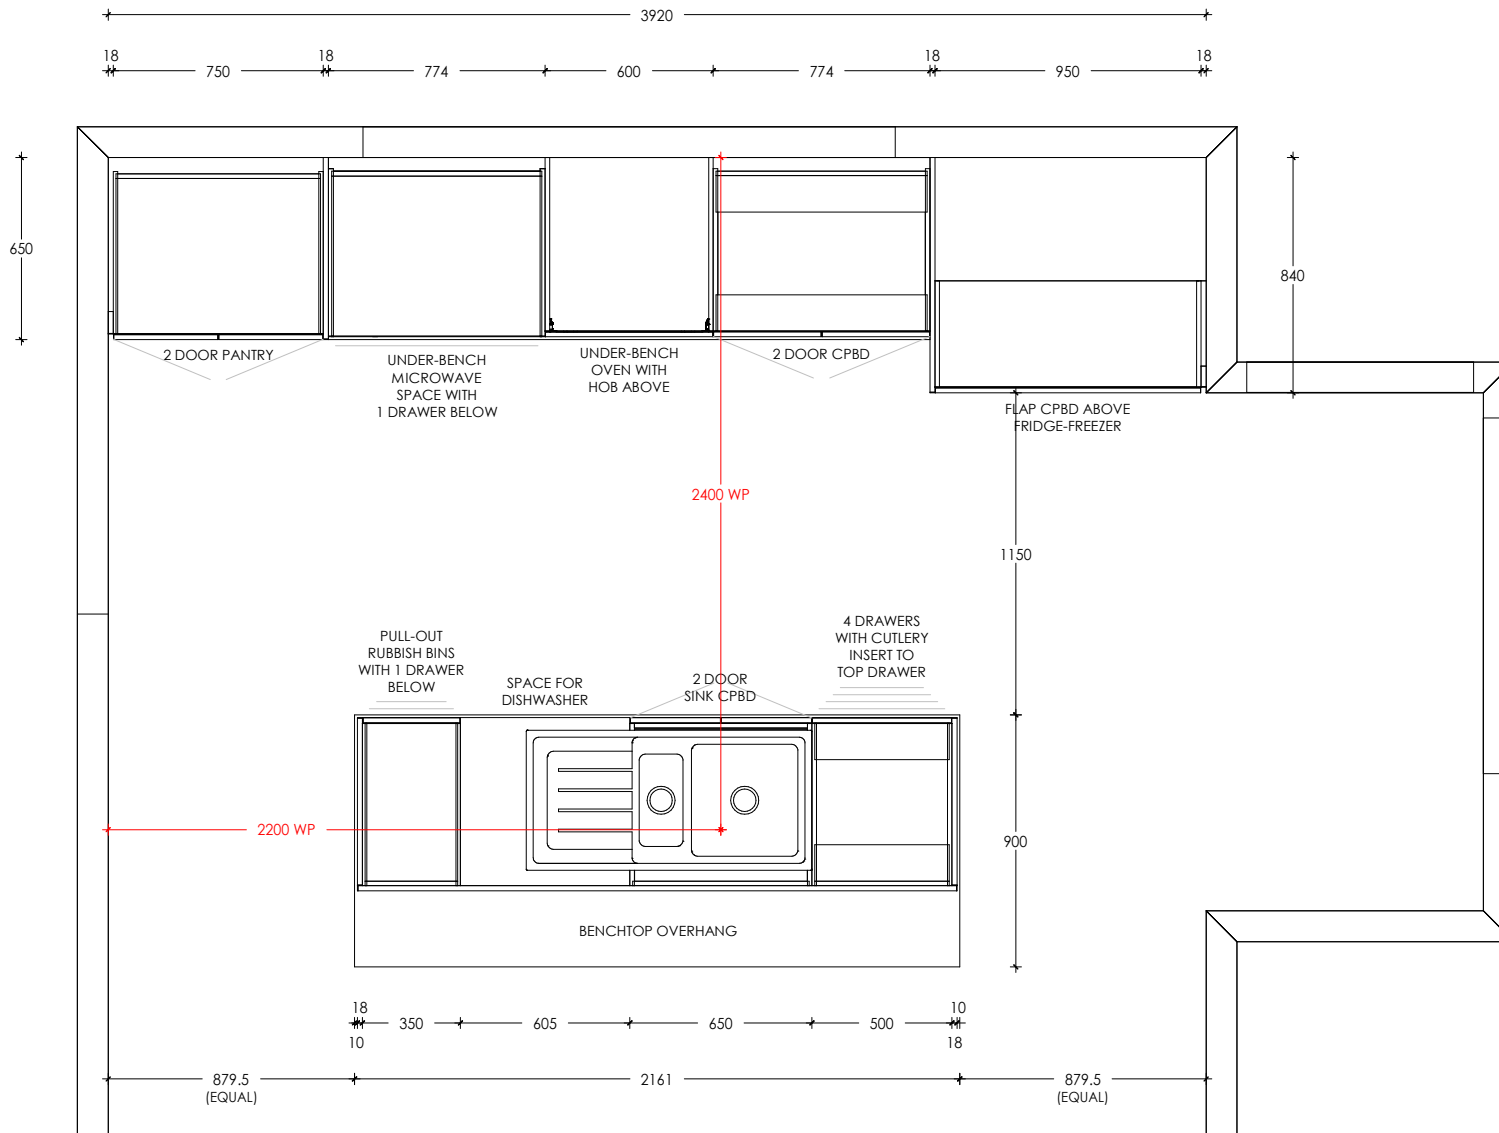 3920
18
18
18
18
750
774
600
774
950
650
840
2 DOOR PANTRY
UNDER-BENCH
MICROWAVE
SPACE WITH
1 DRAWER BELOW
UNDER-BENCH
OVEN WITH
HOB ABOVE
2 DOOR CPBD
FLAP CPBD ABOVE
FRIDGE-FREEZER
2400 WP
1150
PULL-OUT
RUBBISH BINS
WITH 1 DRAWER
BELOW
SPACE FOR
DISHWASHER
2 DOOR
SINK CPBD
4 DRAWERS
WITH CUTLERY
INSERT TO
TOP DRAWER
2200 WP
900
BENCHTOP OVERHANG
18
10
350
605
650
500
10
18
879.5
(EQUAL)
2161
879.5
(EQUAL)